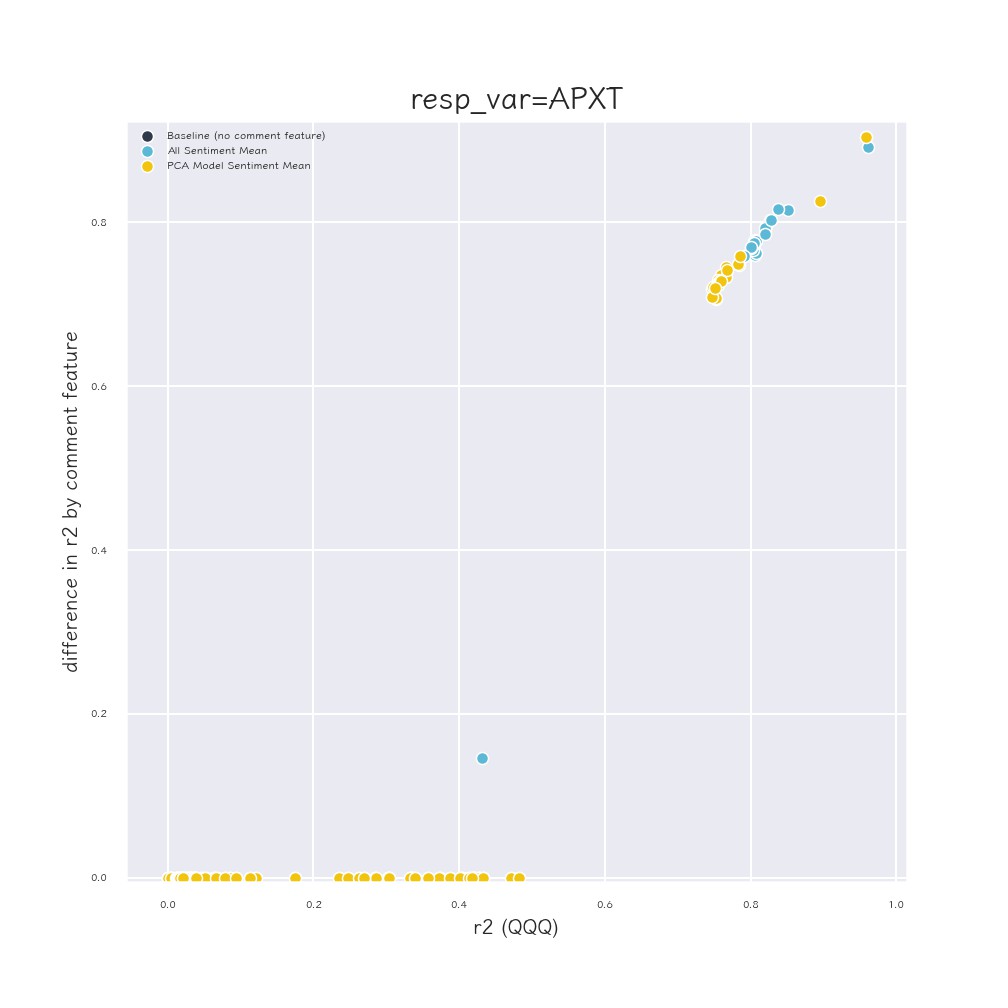 resp_var=APXT
Baseline (no comment feature)
All Sentiment Mean
PCA Model Sentiment Mean
difference in r2 by comment feature
0.8
0.6
0.4
0.2
0.0
0.0 0.2 0.4 0.6 0.8 1.0
r2 (QQQ)